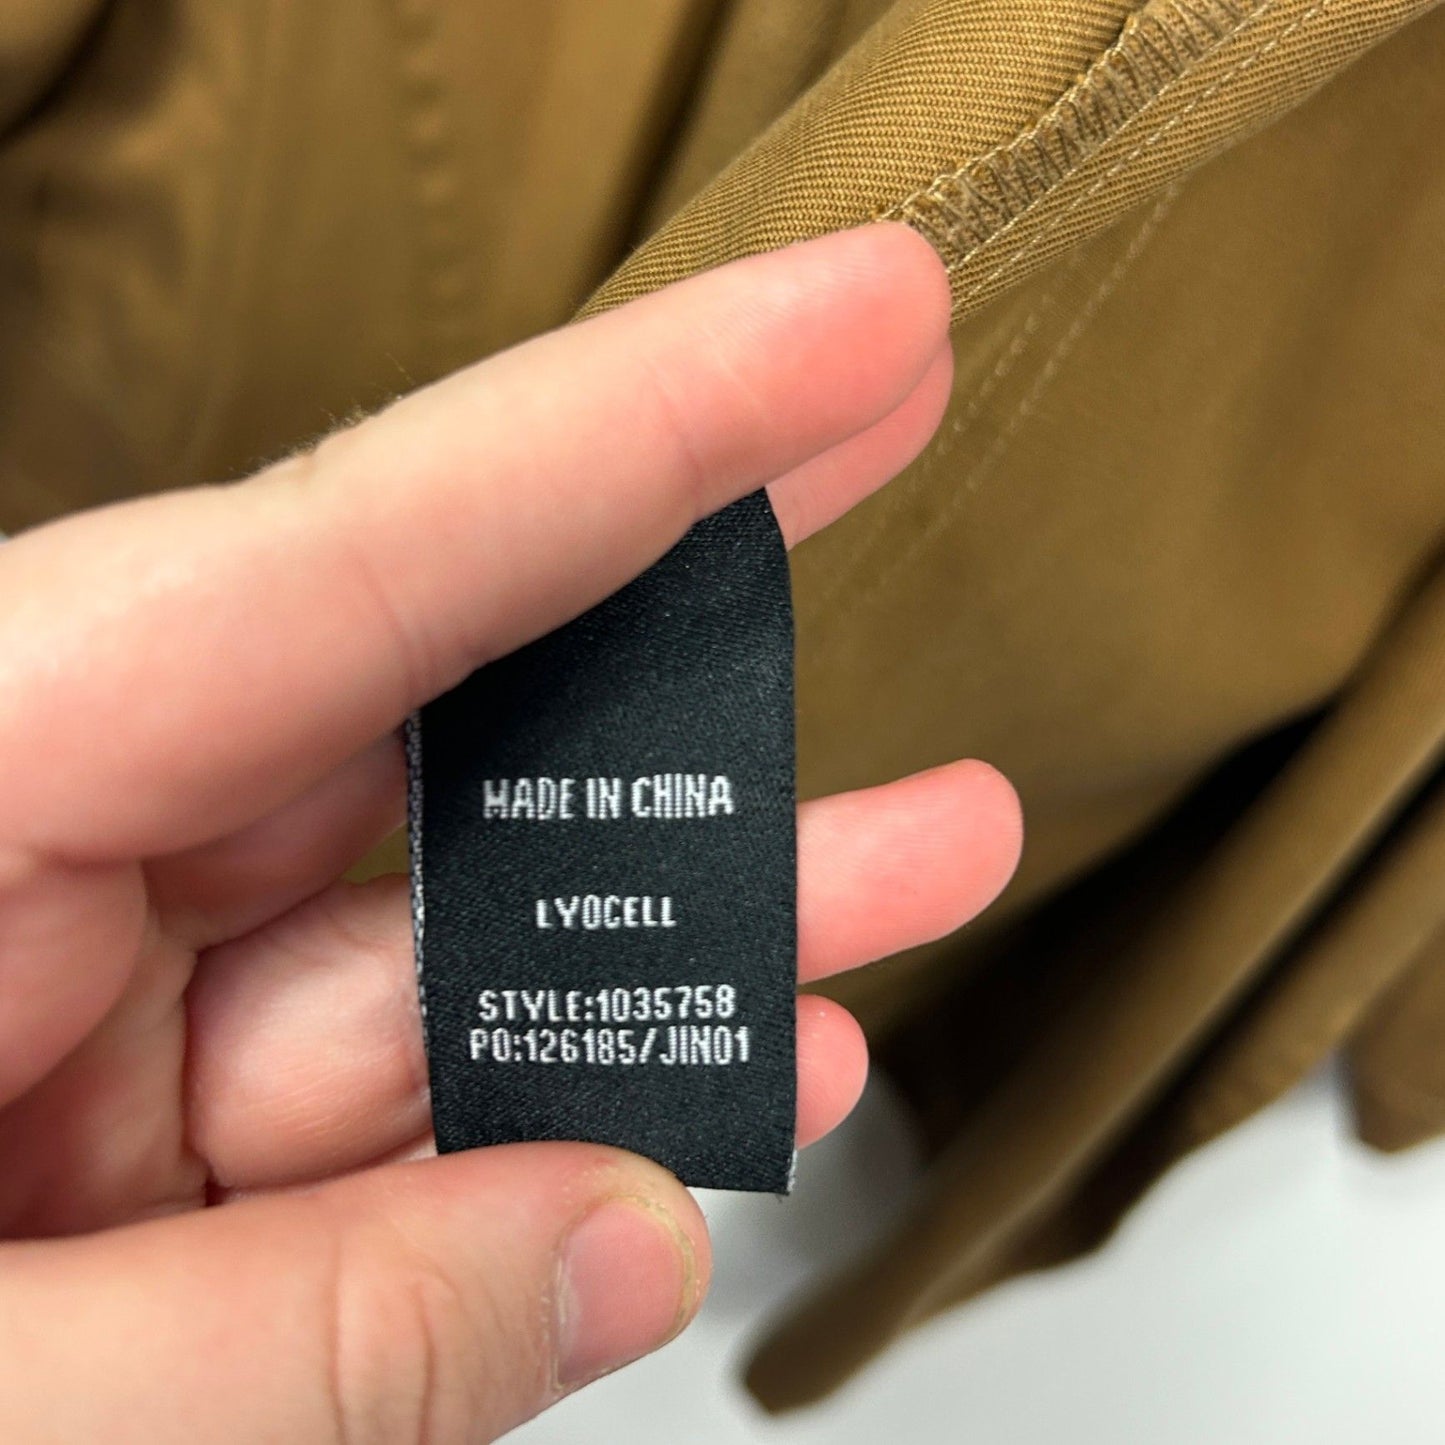 MADE IN CHINA
LYOCELL
STYLE:1035758
PO:126185/JIN01